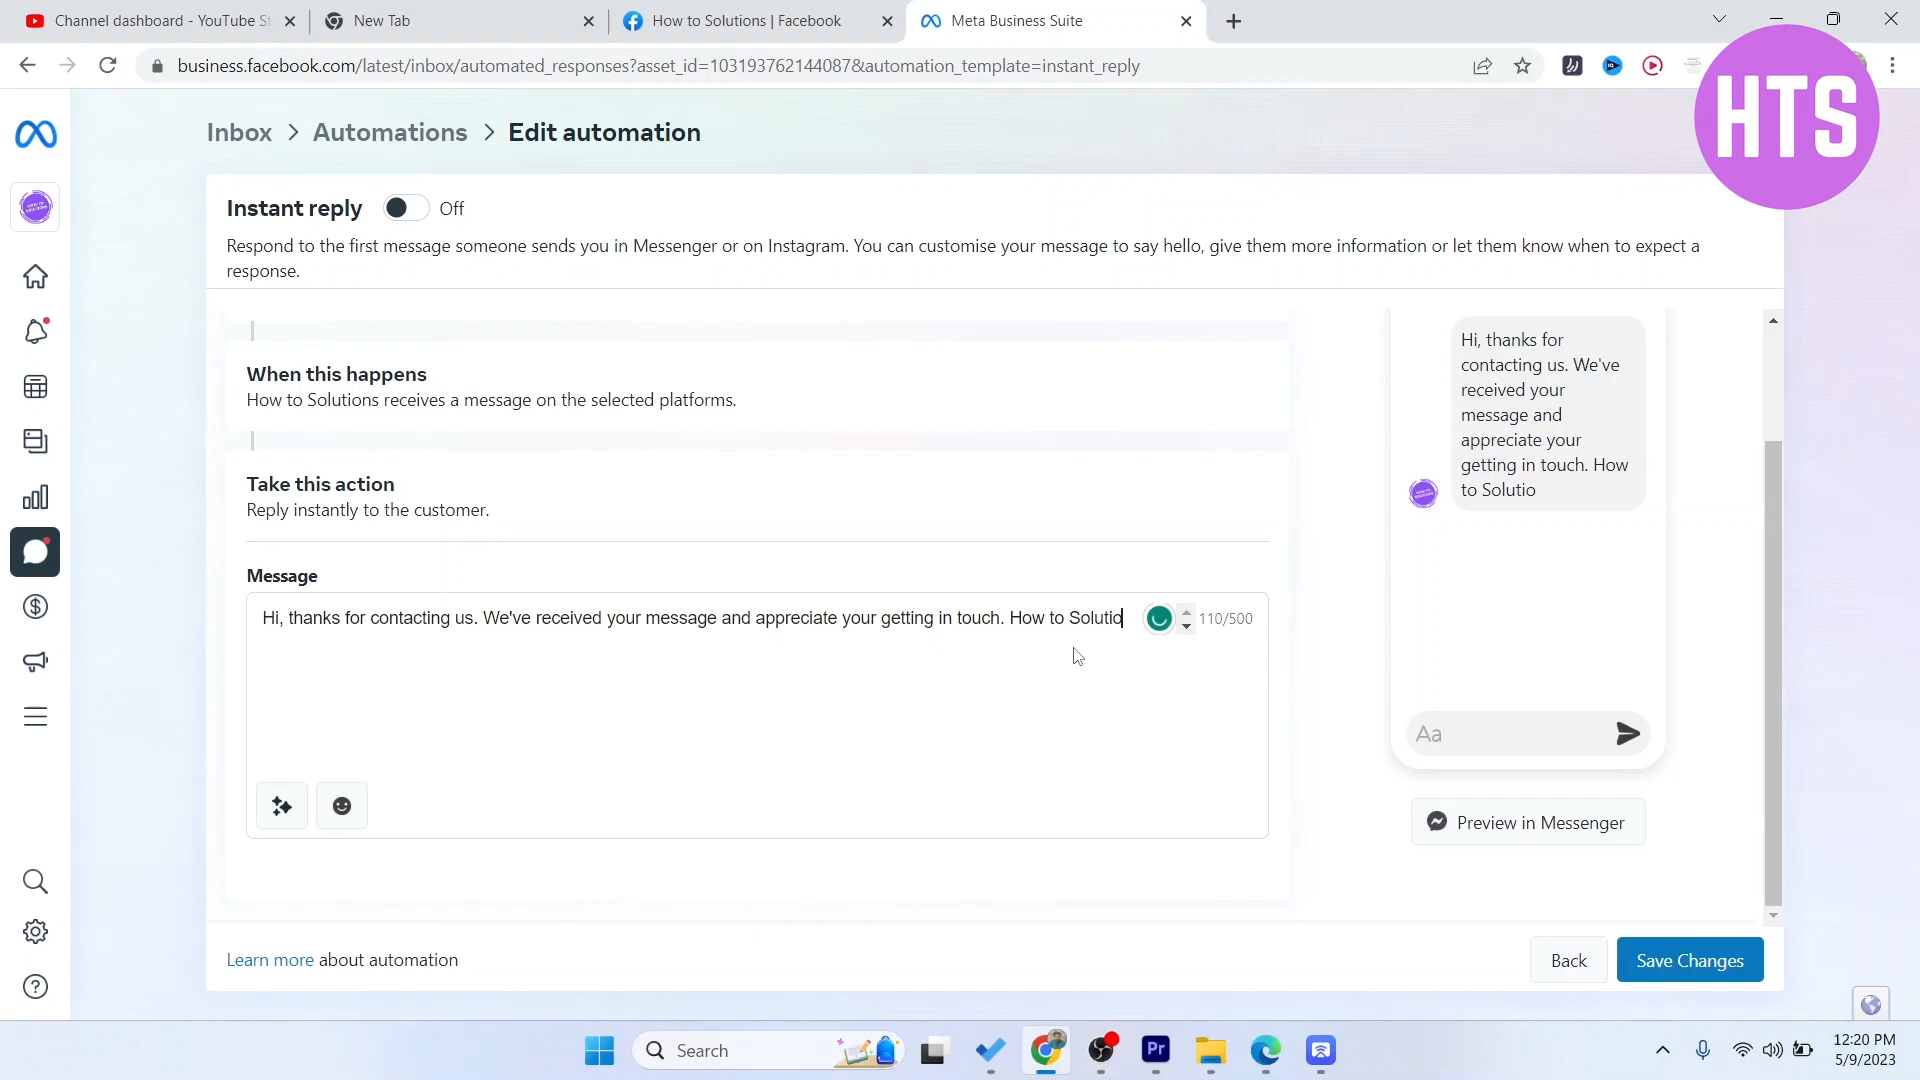 Channel dashboard - YouTube St
New Tab
How to Solutions | Facebook
Meta Business Suite
business.facebook.com/latest/inbox/automated_responses?asset_id=103193762144087&automation_template=instant_reply
HTS
Inbox > Automations > Edit automation
Instant reply Off
Respond to the first message someone sends you in Messenger or on Instagram. You can customise your message to say hello, give them more information or let them know when to expect a
response.
When this happens
How to Solutions receives a message on the selected platforms.
Take this action
Reply instantly to the customer.
Message
Hi, thanks for contacting us. We've received your message and appreciate your getting in touch. How to Solutio
110/500
Hi, thanks for
contacting us. We've
received your
message and
appreciate your
getting in touch. How
to Solutio
Aa
Preview in Messenger
Learn more about automation
Back
Save Changes
Search
Pr
12:20 PM
5/9/2023